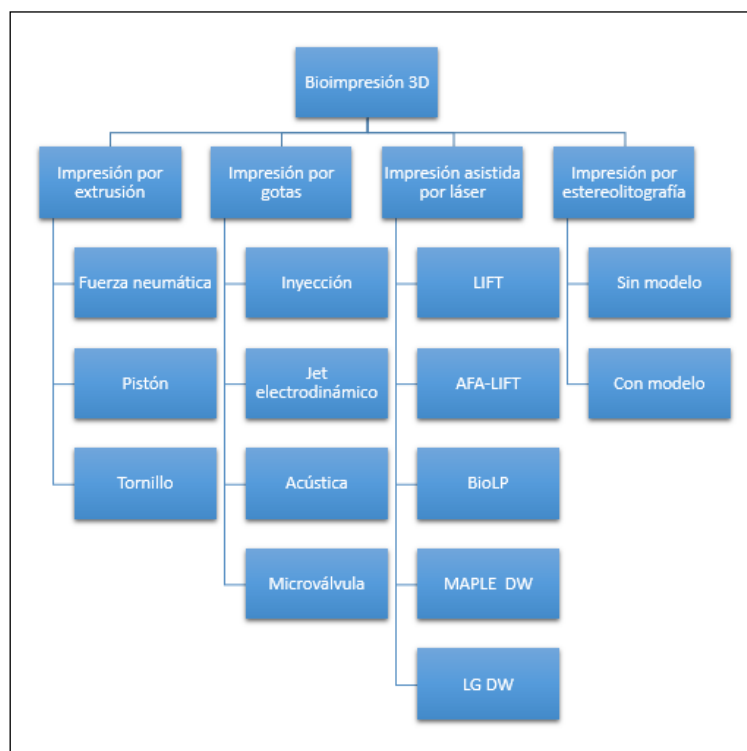 Bioimpresión 3D
Impresión por
extrusión
Impresión por
gotas
Impresión asistida
por láser
Impresión por
estereolitografía
Fuerza neumática
Pistón
Tornillo
Inyección
Jet
electrodinámico
Acústica
Microválvula
LIFT
AFA-LIFT
BioLP
MAPLE DW
LG DW
Sin modelo
Con modelo